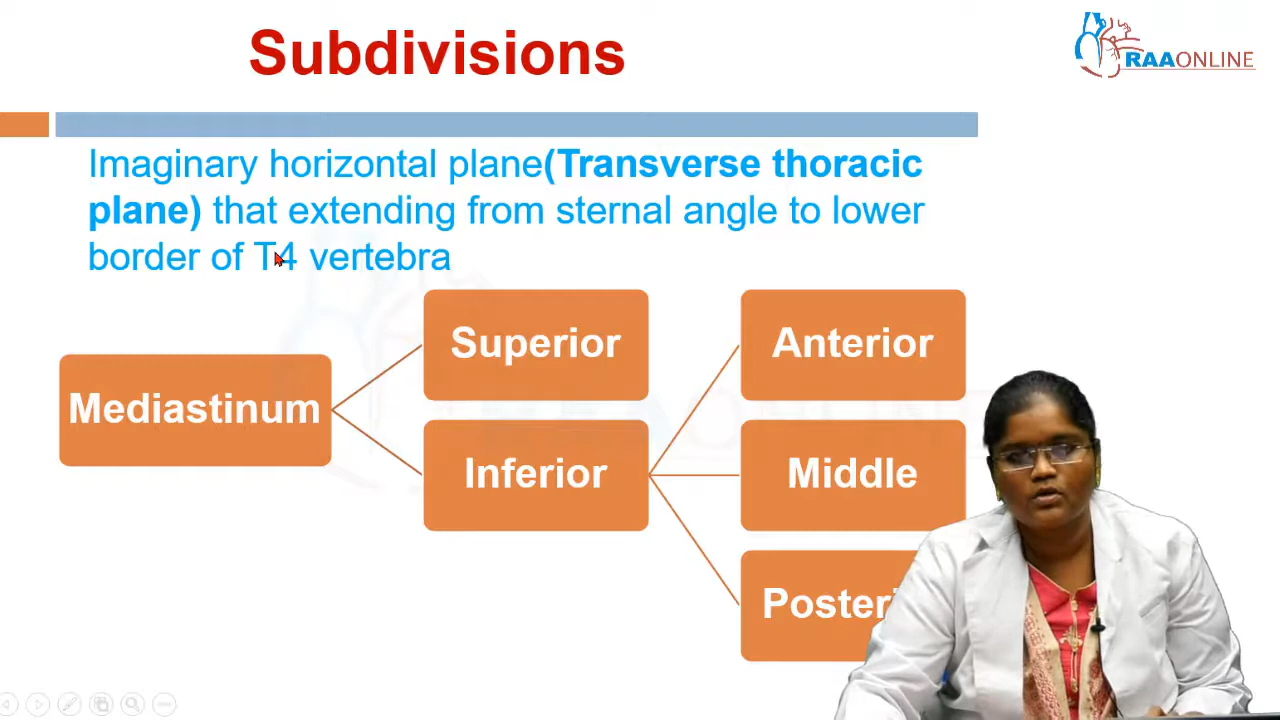 Subdivisions
RAAONLINE
Imaginary horizontal plane(Transverse thoracic
plane) that extending from sternal angle to lower
border of T4 vertebra
Superior
Anterior
Mediastinum
Inferior
Middle